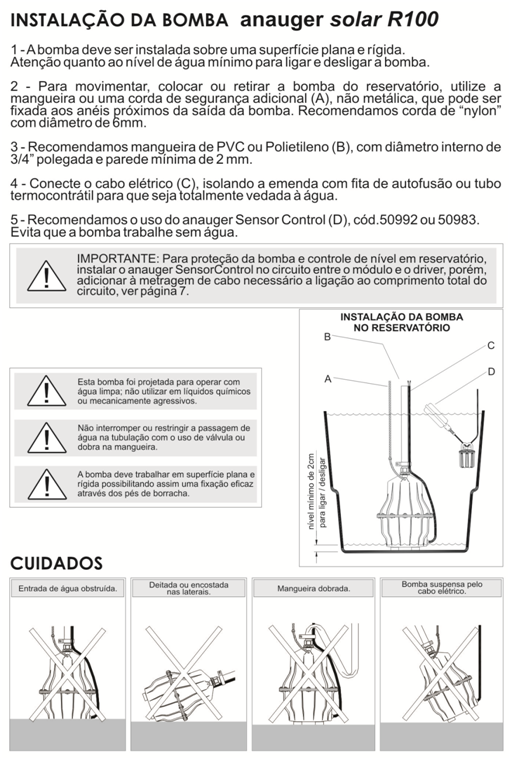 INSTALAÇÃO DA BOMBA anauger solar R100
1 - A bomba deve ser instalada sobre uma superfície plana e rígida.
Atenção quanto ao nível de água mínimo para ligar e desligar a bomba.
2 - Para movimentar, colocar ou retirar a bomba do reservatório, utilize a
mangueira ou uma corda de segurança adicional (A), não metálica, que pode ser
fixada aos anéis próximos da saída da bomba. Recomendamos corda de “nylon”
com diâmetro de 6mm.
3 - Recomendamos mangueira de PVC ou Polietileno (B), com diâmetro interno de
3/4” polegada e parede mínima de 2 mm.
4 - Conecte o cabo elétrico (C), isolando a emenda com fita de autofusão ou tubo
termocontrátil para que seja totalmente vedada à água.
5 - Recomendamos o uso do anauger Sensor Control (D), cód.50992 ou 50983.
Evita que a bomba trabalhe sem água.
IMPORTANTE: Para proteção da bomba e controle de nível em reservatório,
instalar o anauger SensorControl no circuito entre o módulo e o driver, porém,
adicionar à metragem de cabo necessário a ligação ao comprimento total do
circuito, ver página 7.
INSTALAÇÃO DA BOMBA
NO RESERVATÓRIO
B
C
A
D
nível mínimo de 2cm
para ligar / desligar
Esta bomba foi projetada para operar com
água limpa; não utilizar em líquidos químicos
ou mecanicamente agressivos.
Não interromper ou restringir a passagem de
água na tubulação com o uso de válvula ou
dobra na mangueira.
A bomba deve trabalhar em superfície plana e
rígida possibilitando assim uma fixação eficaz
através dos pés de borracha.
CUIDADOS
Entrada de água obstruída.
Deitada ou encostada
nas laterais.
Mangueira dobrada.
Bomba suspensa pelo
cabo elétrico.